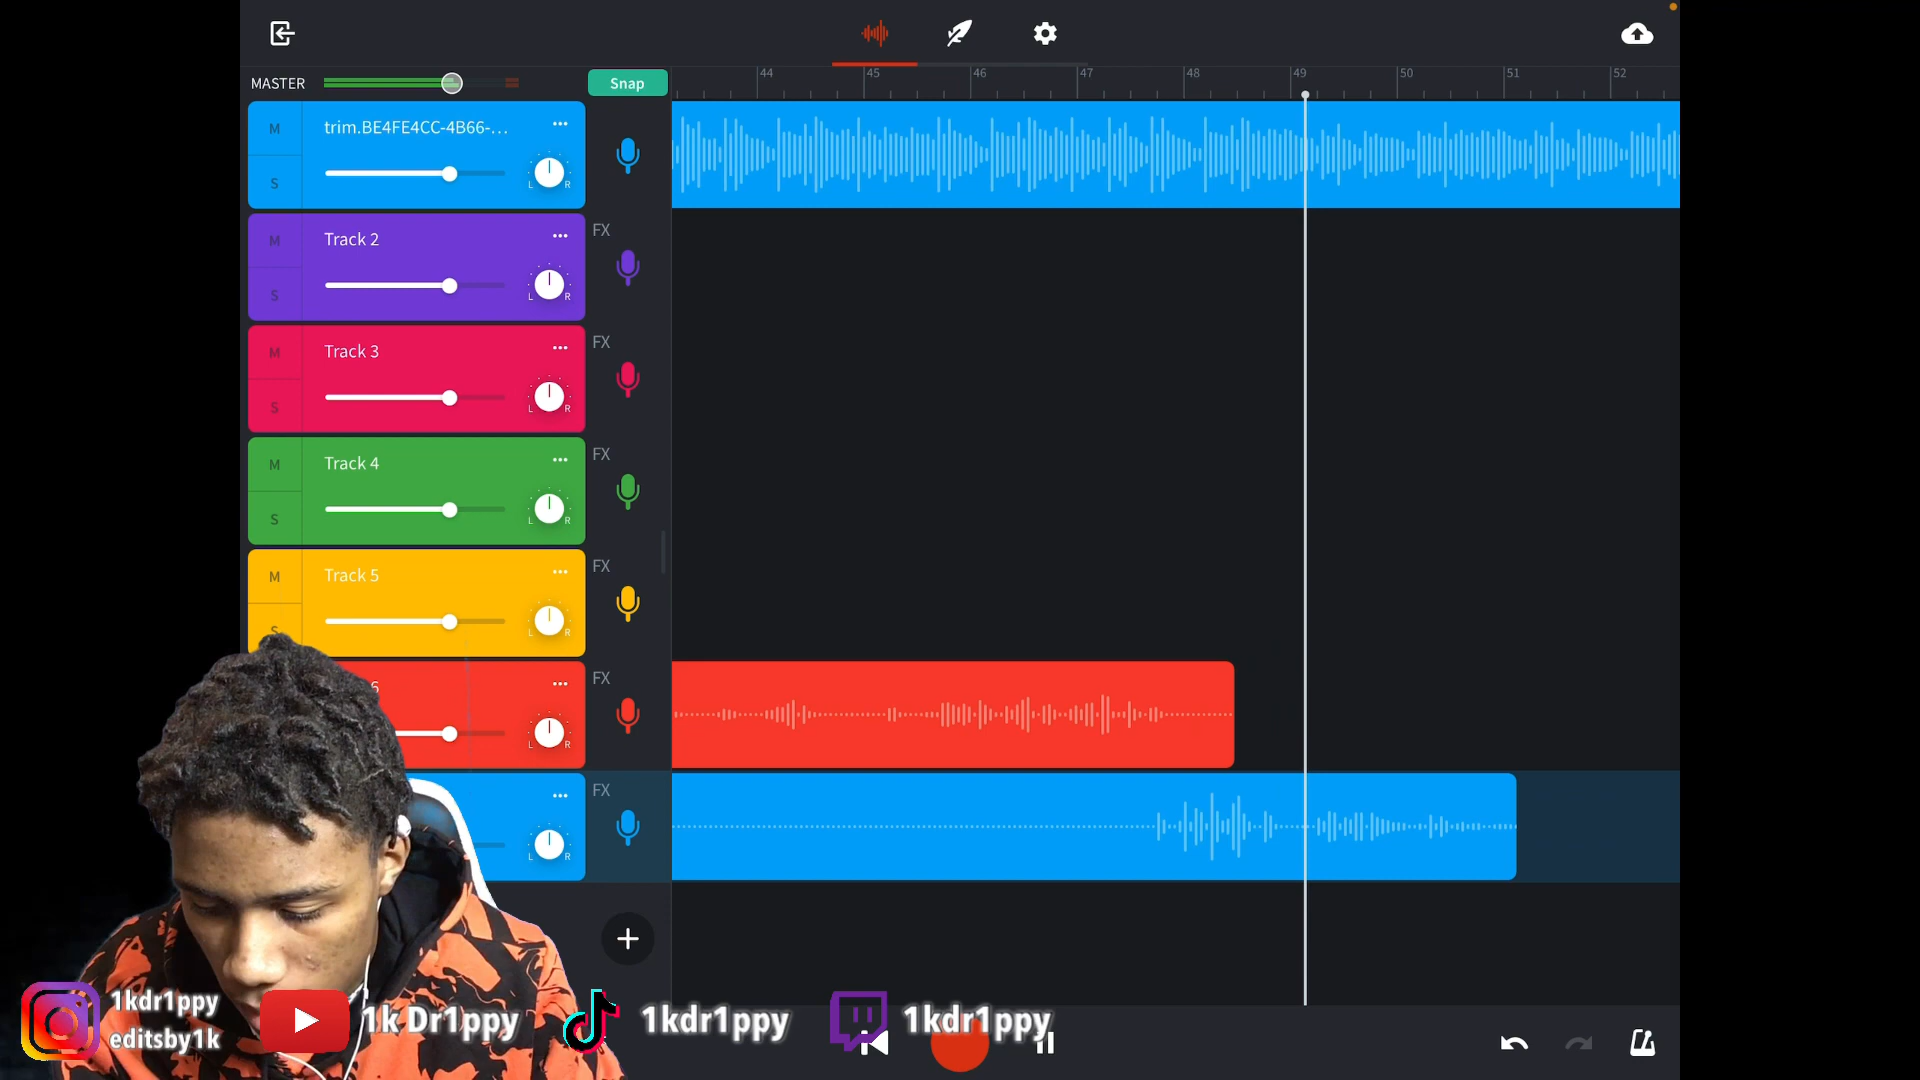 MASTER
Snap
44 45 46 47 48 49 50 51 52
M
trim.BE4FE4CC-4B66-...
S
L R
M
Track 2
FX
S
L R
M
Track 3
FX
S
L R
M
Track 4
FX
S
L R
M
Track 5
FX
S
L R
6
FX
L R
FX
L R
1kdr1ppy
editsby1k
1k Dr1ppy
1kdr1ppy
1kdr1ppy